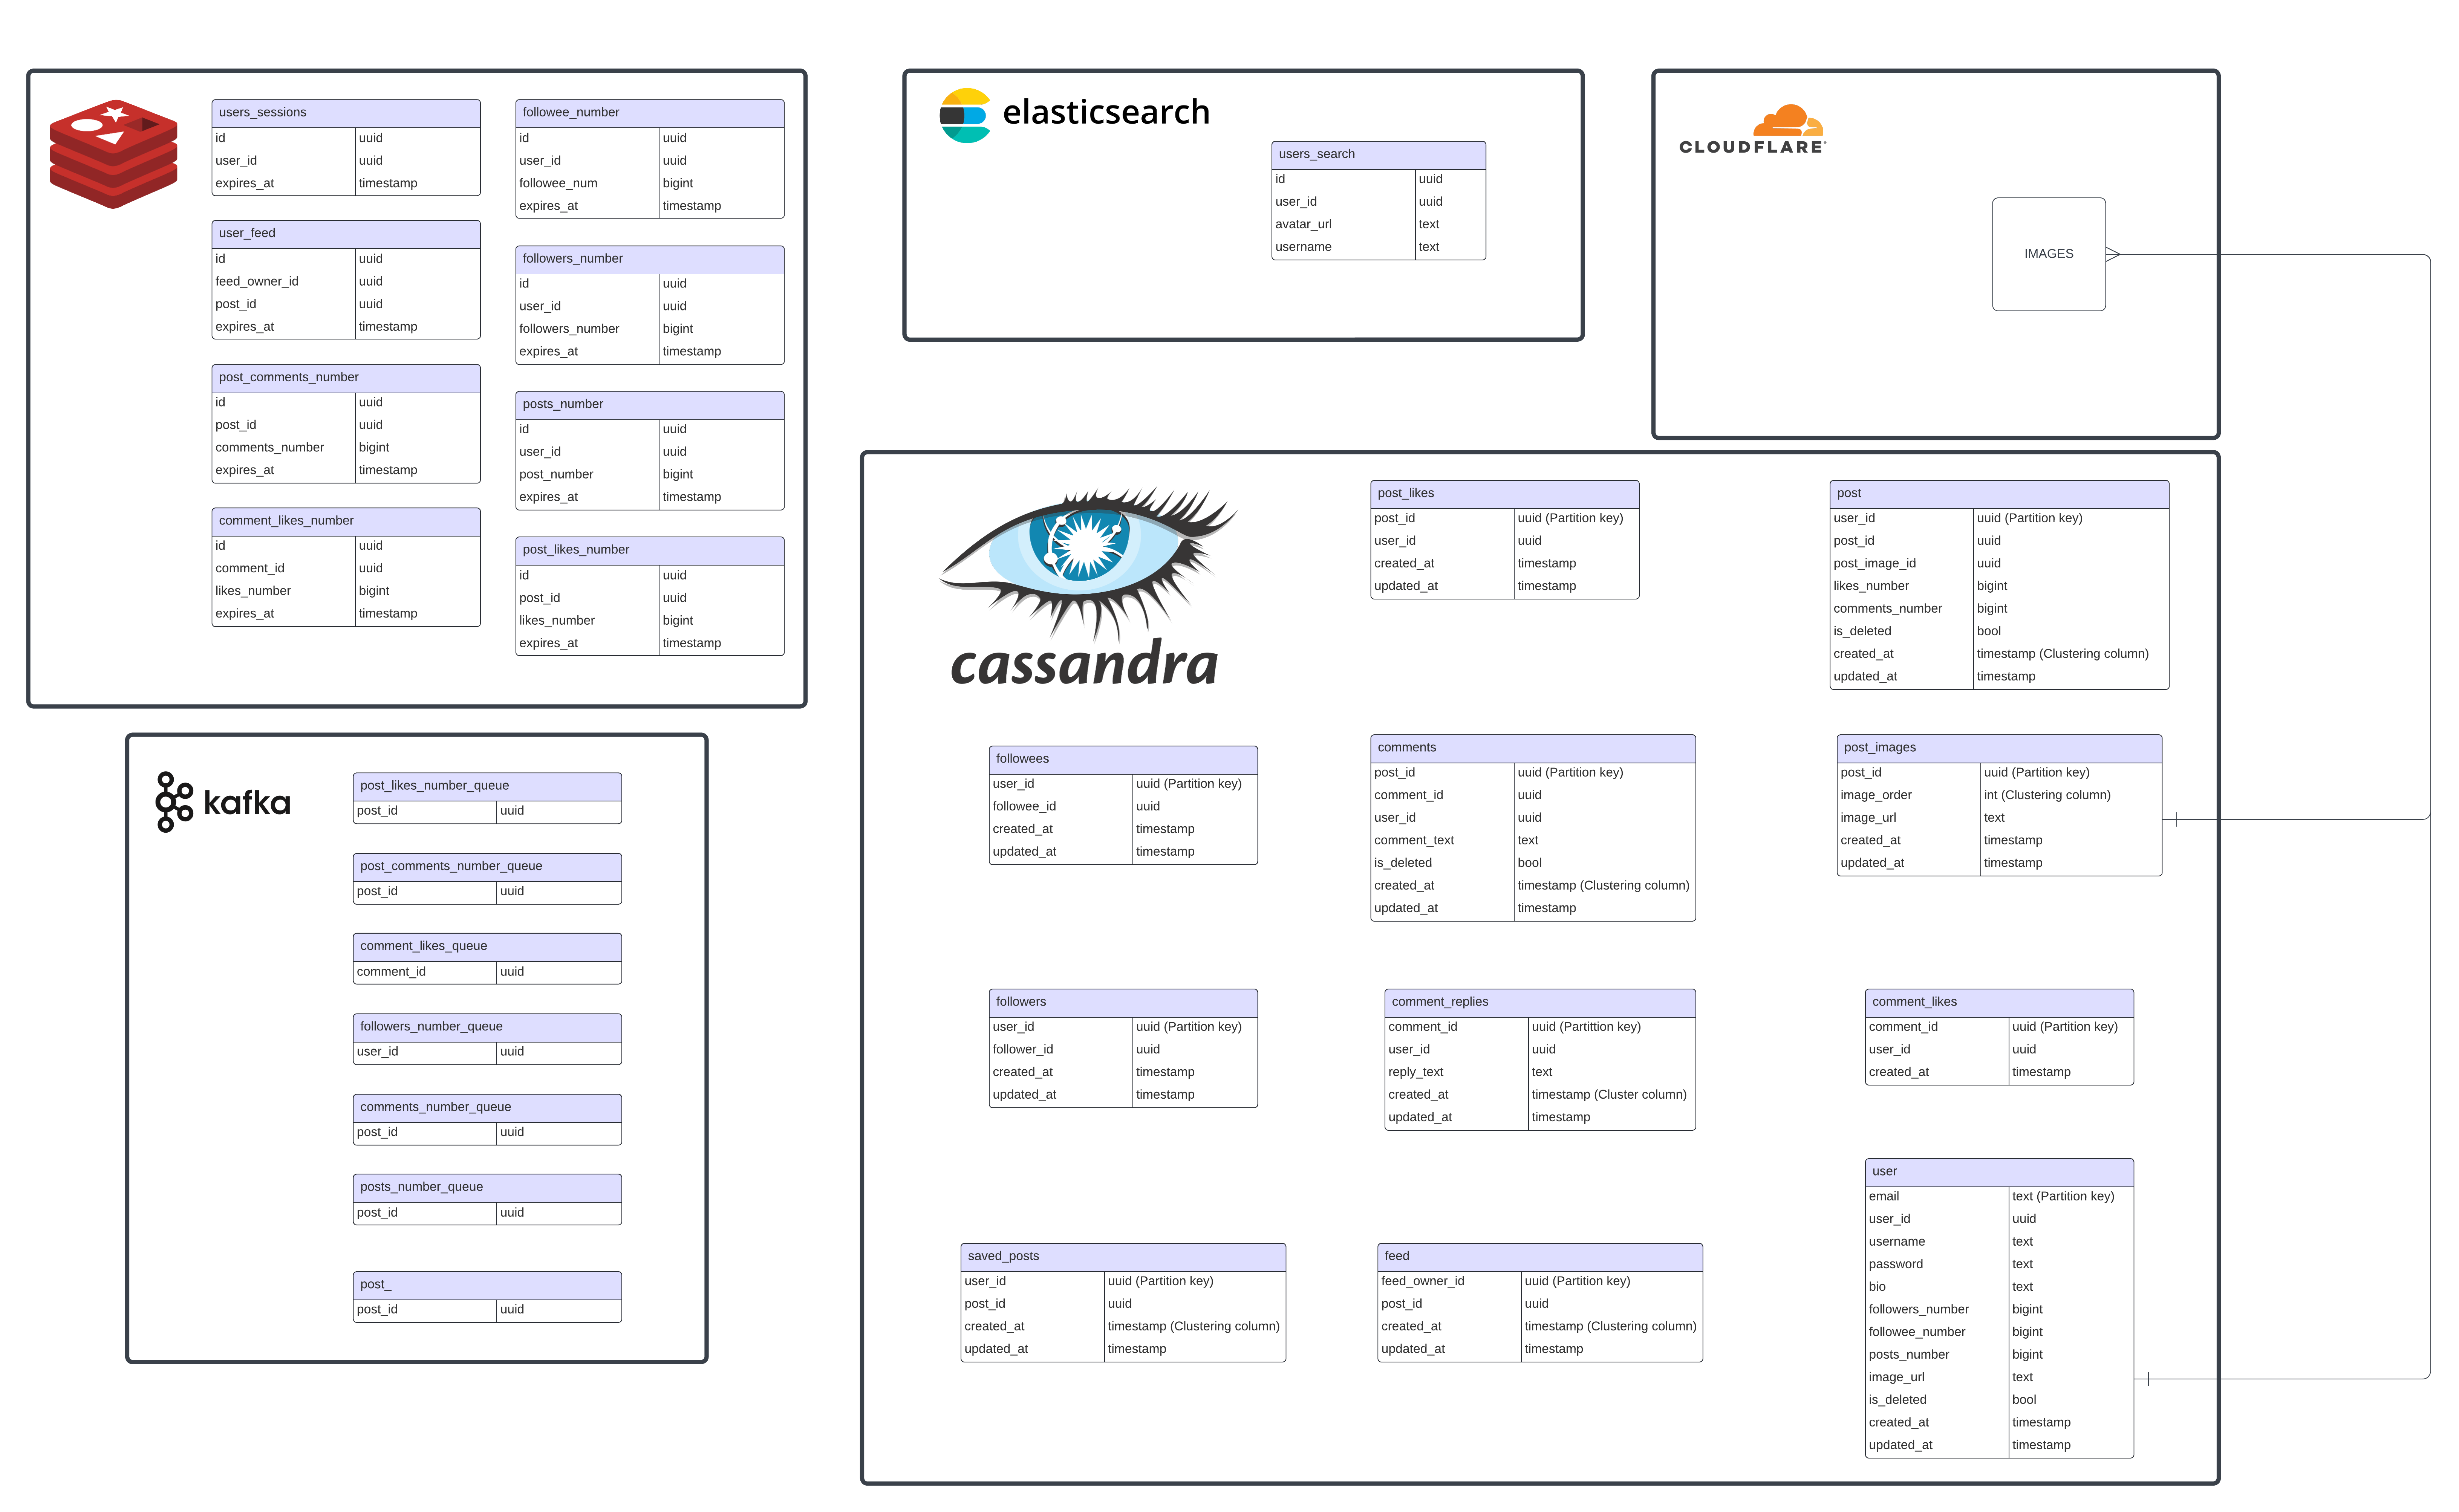 users_sessions
id uuid
user_id uuid
expires_at timestamp
user_feed
id uuid
feed_owner_id uuid
post_id uuid
expires_at timestamp
post_comments_number
id uuid
post_id uuid
comments_number bigint
expires_at timestamp
comment_likes_number
id uuid
comment_id uuid
likes_number bigint
expires_at timestamp
followee_number
id uuid
user_id uuid
followee_num bigint
expires_at timestamp
followers_number
id uuid
user_id uuid
followers_number bigint
expires_at timestamp
posts_number
id uuid
user_id uuid
post_number bigint
expires_at timestamp
post_likes_number
id uuid
post_id uuid
likes_number bigint
expires_at timestamp
elasticsearch
users_search
id uuid
user_id uuid
avatar_url text
username text
CLOUDFLARE
IMAGES
kafka
post_likes_number_queue
post_id uuid
post_comments_number_queue
post_id uuid
comment_likes_queue
comment_id uuid
followers_number_queue
user_id uuid
comments_number_queue
post_id uuid
posts_number_queue
post_id uuid
post_
post_id uuid
cassandra
post_likes
post_id uuid (Partition key)
user_id uuid
created_at timestamp
updated_at timestamp
post
user_id uuid (Partition key)
post_id uuid
post_image_id uuid
likes_number bigint
comments_number bigint
is_deleted bool
created_at timestamp (Clustering column)
updated_at timestamp
followees
user_id uuid (Partition key)
followee_id uuid
created_at timestamp
updated_at timestamp
comments
post_id uuid (Partition key)
comment_id uuid
user_id uuid
comment_text text
is_deleted bool
created_at timestamp (Clustering column)
updated_at timestamp
post_images
post_id uuid (Partition key)
image_order int (Clustering column)
image_url text
created_at timestamp
updated_at timestamp
followers
user_id uuid (Partition key)
follower_id uuid
created_at timestamp
updated_at timestamp
comment_replies
comment_id uuid (Partittion key)
user_id uuid
reply_text text
created_at timestamp (Cluster column)
updated_at timestamp
comment_likes
comment_id uuid (Partition key)
user_id uuid
created_at timestamp
saved_posts
user_id uuid (Partition key)
post_id uuid
created_at timestamp (Clustering column)
updated_at timestamp
feed
feed_owner_id uuid (Partition key)
post_id uuid
created_at timestamp (Clustering column)
updated_at timestamp
user
email text (Partition key)
user_id uuid
username text
password text
bio text
followers_number bigint
followee_number bigint
posts_number bigint
image_url text
is_deleted bool
created_at timestamp
updated_at timestamp